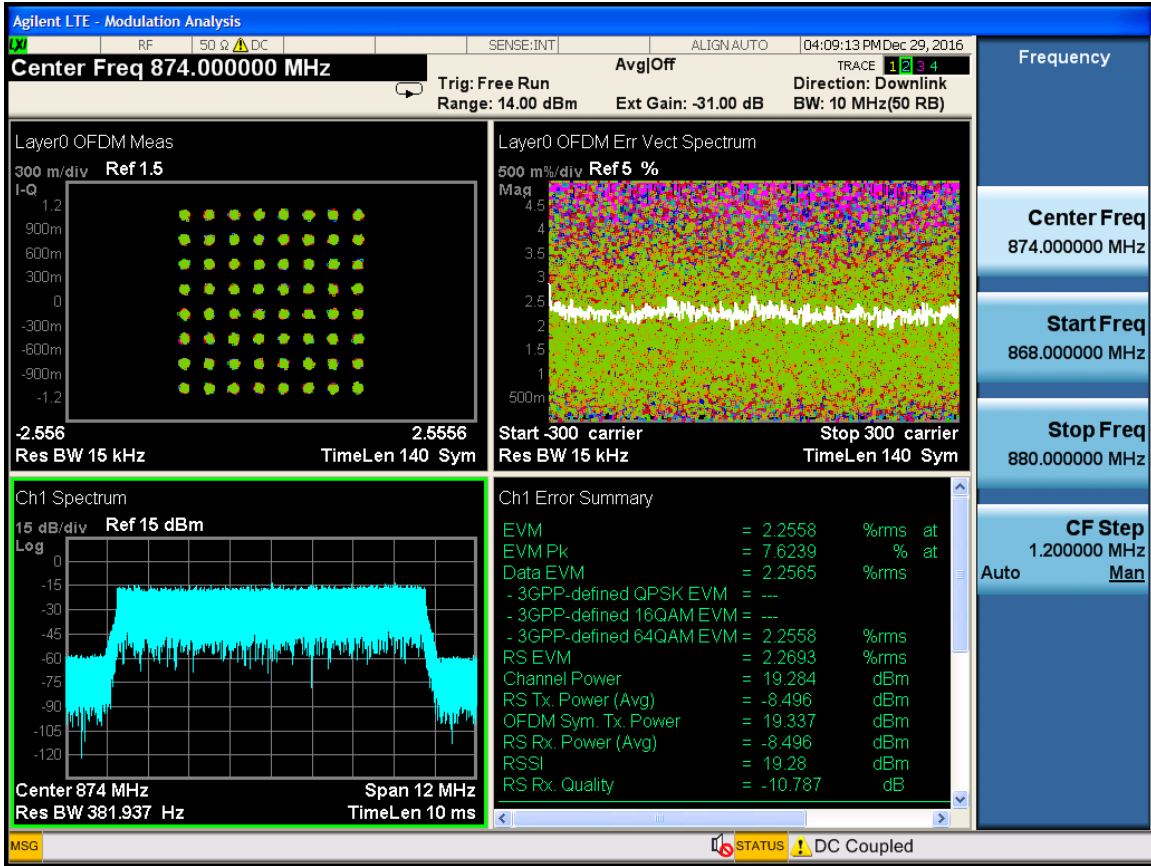 Agilent LTE - Modulation Analysis
LXI RF 50 Ω DC SENSE:INT ALIGN AUTO 04:09:13 PM Dec 29, 2016
Center Freq 874.000000 MHz
Avg|Off
TRACE 1 2 3 4
Trig: Free Run
Direction: Downlink
Range: 14.00 dBm Ext Gain: -31.00 dB BW: 10 MHz(50 RB)
Layer0 OFDM Meas
300 m/div Ref 1.5
I-Q
1.2
900m
600m
300m
0
-300m
-600m
-900m
-1.2
-2.556 2.5556
Res BW 15 kHz TimeLen 140 Sym
Layer0 OFDM Err Vect Spectrum
500 m%/div Ref 5 %
Mag
4.5
4
3.5
3
2.5
2
1.5
1
500m
Start -300 carrier Stop 300 carrier
Res BW 15 kHz TimeLen 140 Sym
Ch1 Spectrum
15 dB/div Ref 15 dBm
Log
0
-15
-30
-45
-60
-75
-90
-105
-120
Center 874 MHz Span 12 MHz
Res BW 381.937 Hz TimeLen 10 ms
Ch1 Error Summary
EVM = 2.2558 %rms at
EVM Pk = 7.6239 % at
Data EVM = 2.2565 %rms
- 3GPP-defined QPSK EVM = ---
- 3GPP-defined 16QAM EVM = ---
- 3GPP-defined 64QAM EVM = 2.2558 %rms
RS EVM = 2.2693 %rms
Channel Power = 19.284 dBm
RS Tx. Power (Avg) = -8.496 dBm
OFDM Sym. Tx. Power = 19.337 dBm
RS Rx. Power (Avg) = -8.496 dBm
RSSI = 19.28 dBm
RS Rx. Quality = -10.787 dB
Frequency
Center Freq
874.000000 MHz
Start Freq
868.000000 MHz
Stop Freq
880.000000 MHz
CF Step
1.200000 MHz
Auto Man
MSG STATUS DC Coupled